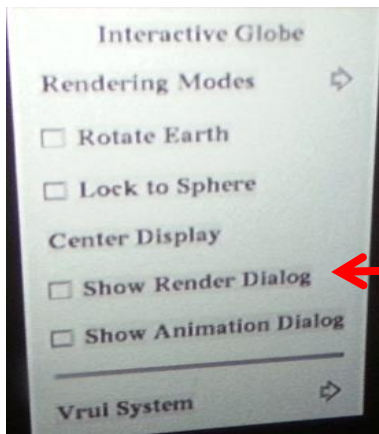 Interactive Globe
Rendering Modes
Rotate Earth
Lock to Sphere
Center Display
Show Render Dialog
Show Animation Dialog
Vrui System